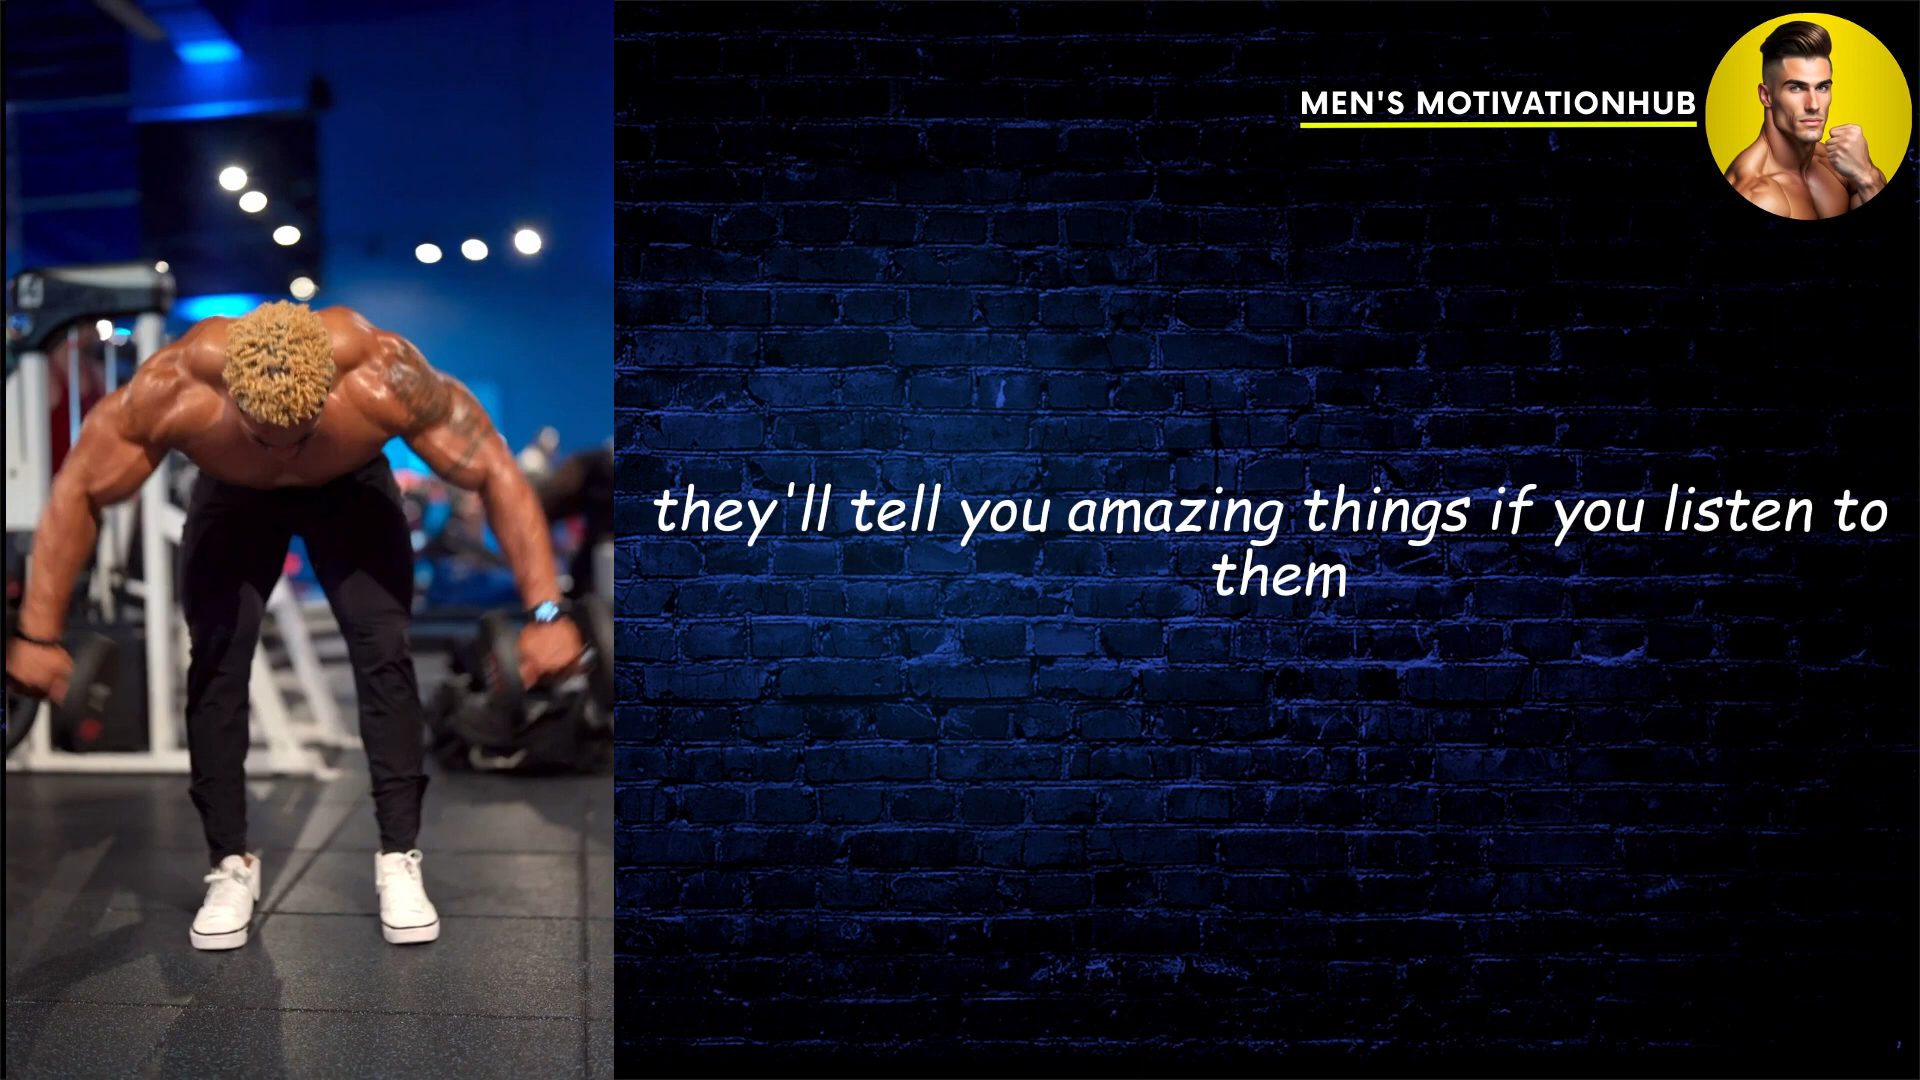 MEN'S MOTIVATIONHUB
they'll tell you amazing things if you listen to
them